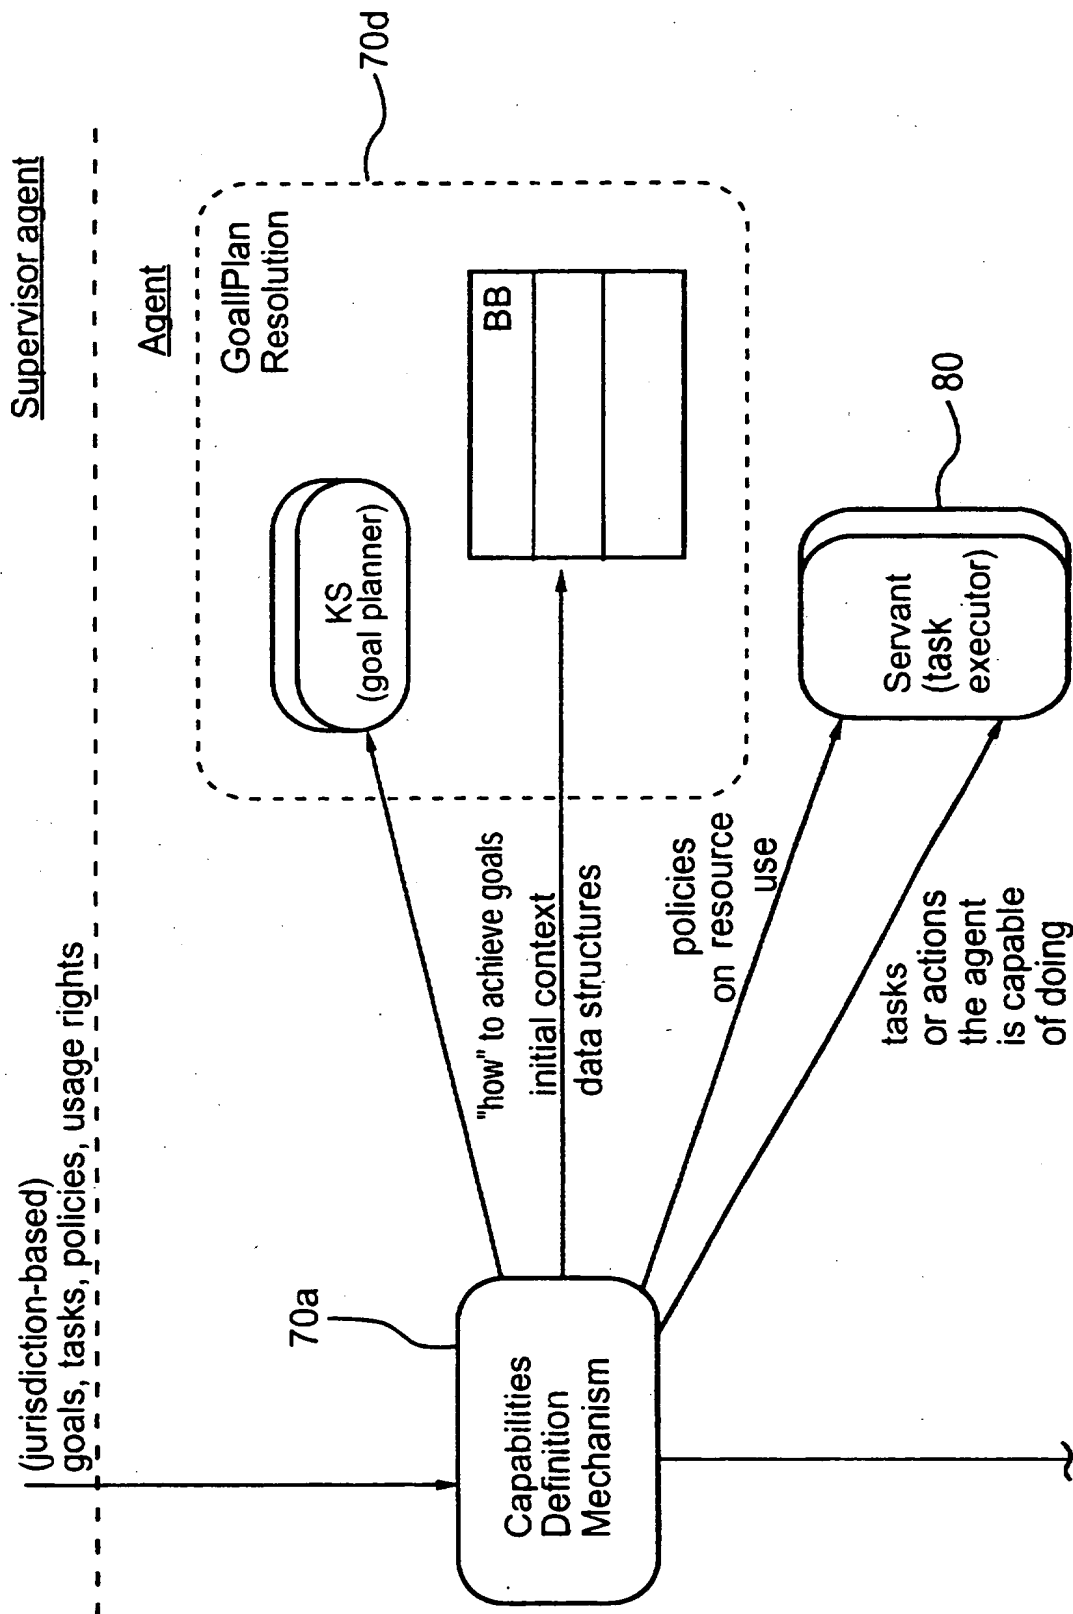 Supervisor agent
(jurisdiction-based)
goals, tasks, policies, usage rights
Agent
70d
GoallPlan
Resolution
KS
(goal planner)
BB
70a
Capabilities
Definition
Mechanism
"how" to achieve goals
initial context
data structures
policies
on resource
use
tasks
or actions
the agent
is capable
of doing
Servant
(task
executor)
80